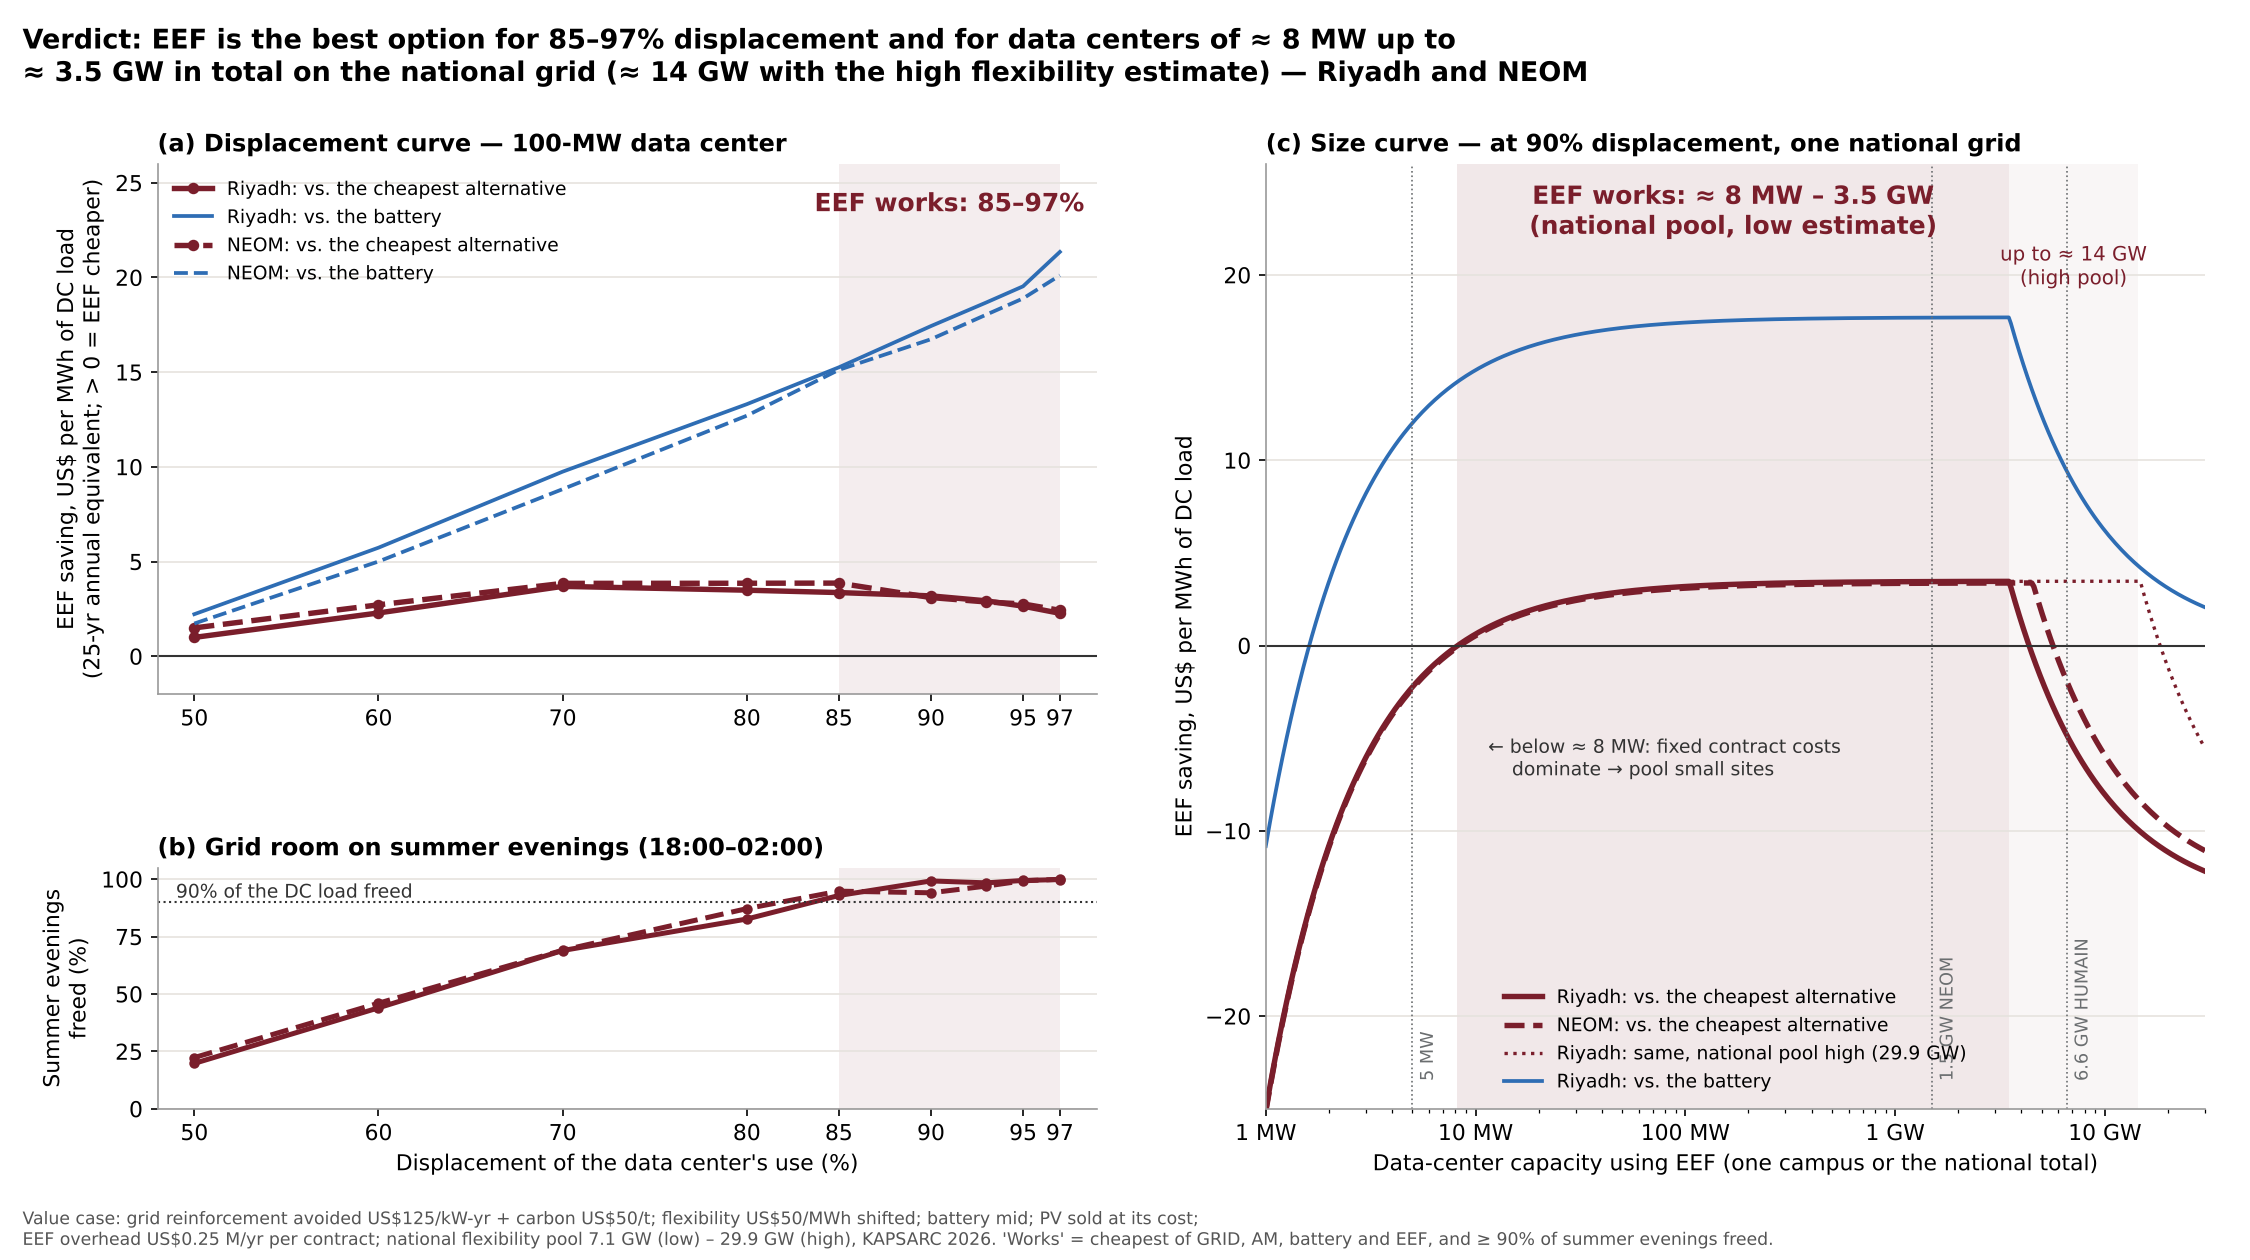 Verdict: EEF is the best option for 85–97% displacement and for data centers of ≈ 8 MW up to
≈ 3.5 GW in total on the national grid (≈ 14 GW with the high flexibility estimate) — Riyadh and NEOM
(a) Displacement curve — 100-MW data center
EEF saving, US$ per MWh of DC load
(25-yr annual equivalent; > 0 = EEF cheaper)
25
20
15
10
5
0
Riyadh: vs. the cheapest alternative
Riyadh: vs. the battery
NEOM: vs. the cheapest alternative
NEOM: vs. the battery
EEF works: 85–97%
50 60 70 80 85 90 95 97
(b) Grid room on summer evenings (18:00–02:00)
Summer evenings
freed (%)
100
75
50
25
0
90% of the DC load freed
50 60 70 80 85 90 95 97
Displacement of the data center's use (%)
(c) Size curve — at 90% displacement, one national grid
EEF saving, US$ per MWh of DC load
20
10
0
−10
−20
EEF works: ≈ 8 MW – 3.5 GW
(national pool, low estimate)
up to ≈ 14 GW
(high pool)
← below ≈ 8 MW: fixed contract costs
dominate → pool small sites
5 MW
1.5 GW NEOM
6.6 GW HUMAIN
Riyadh: vs. the cheapest alternative
NEOM: vs. the cheapest alternative
Riyadh: same, national pool high (29.9 GW)
Riyadh: vs. the battery
1 MW 10 MW 100 MW 1 GW 10 GW
Data-center capacity using EEF (one campus or the national total)
Value case: grid reinforcement avoided US$125/kW-yr + carbon US$50/t; flexibility US$50/MWh shifted; battery mid; PV sold at its cost;
EEF overhead US$0.25 M/yr per contract; national flexibility pool 7.1 GW (low) – 29.9 GW (high), KAPSARC 2026. 'Works' = cheapest of GRID, AM, battery and EEF, and ≥ 90% of summer evenings freed.